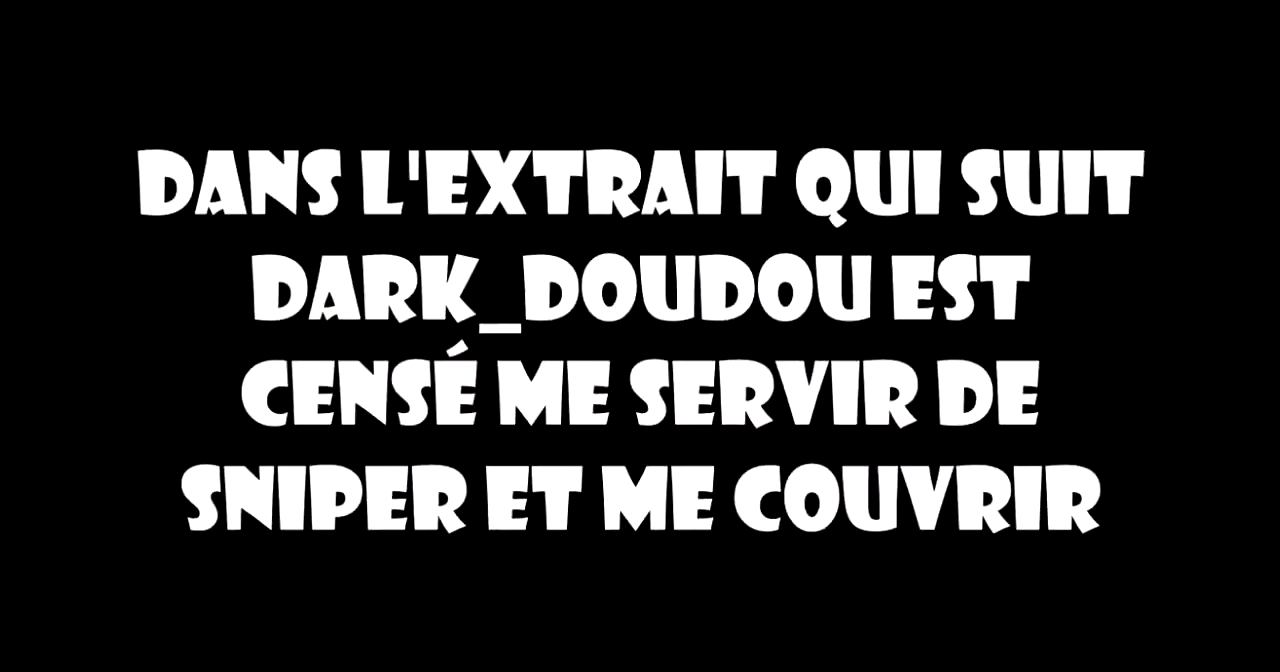 DANS L'EXTRAIT QUI SUIT
DARK_DOUDOU EST
CENSÉ ME SERVIR DE
SNIPER ET ME COUVRIR